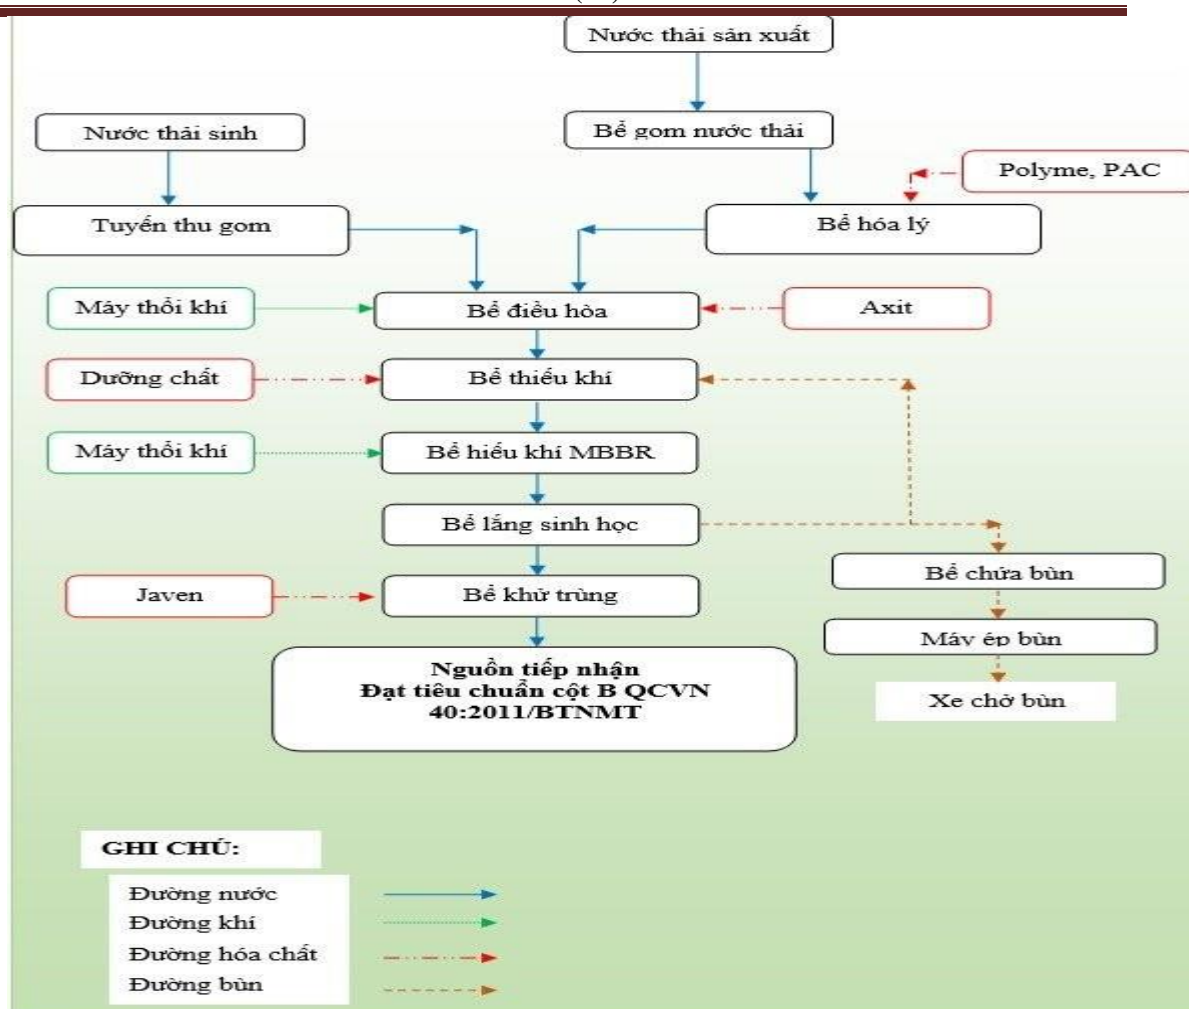 Nước thải sản xuất
Nước thải sinh
Bể gom nước thải
Polyme, PAC
Tuyến thu gom
Bể hóa lý
Máy thổi khí
Bể điều hòa
Axit
Dưỡng chất
Bể thiếu khí
Máy thổi khí
Bể hiếu khí MBBR
Bể lắng sinh học
Bể chứa bùn
Javen
Bể khử trùng
Máy ép bùn
Nguồn tiếp nhận
Đạt tiêu chuẩn cột B QCVN
40:2011/BTNMT
Xe chở bùn
GHI CHÚ:
Đường nước
Đường khí
Đường hóa chất
Đường bùn